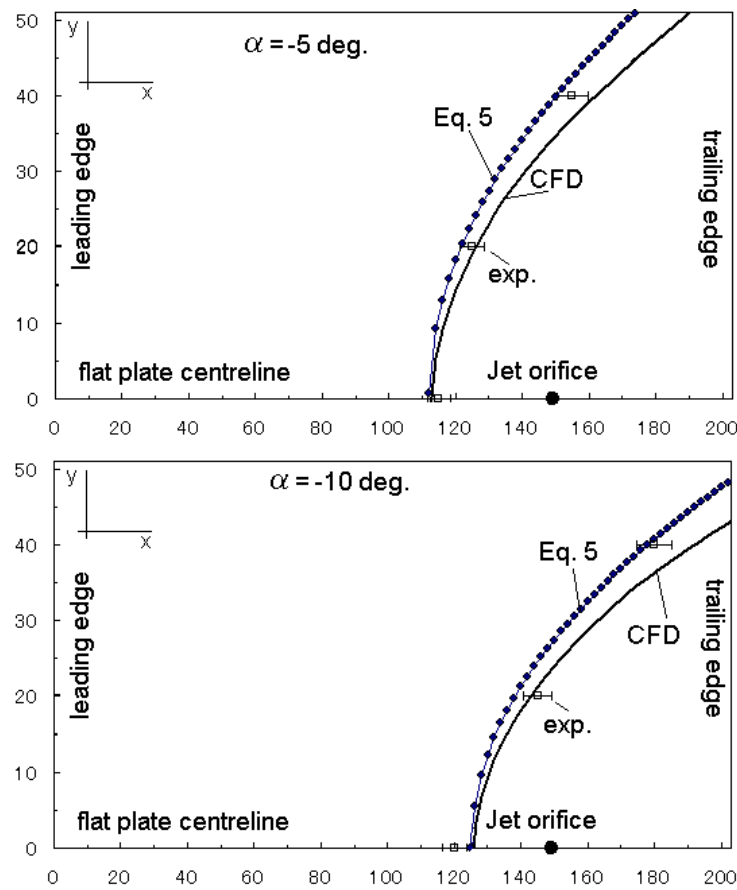 50
y
α = -5 deg.
x
40
Eq. 5
leading edge
trailing edge
30
CFD
20
exp.
10
flat plate centreline
Jet orifice
0
0 20 40 60 80 100 120 140 160 180 200
50
y
α = -10 deg.
x
40
Eq. 5
leading edge
trailing edge
30
CFD
20
exp.
10
flat plate centreline
Jet orifice
0
0 20 40 60 80 100 120 140 160 180 200